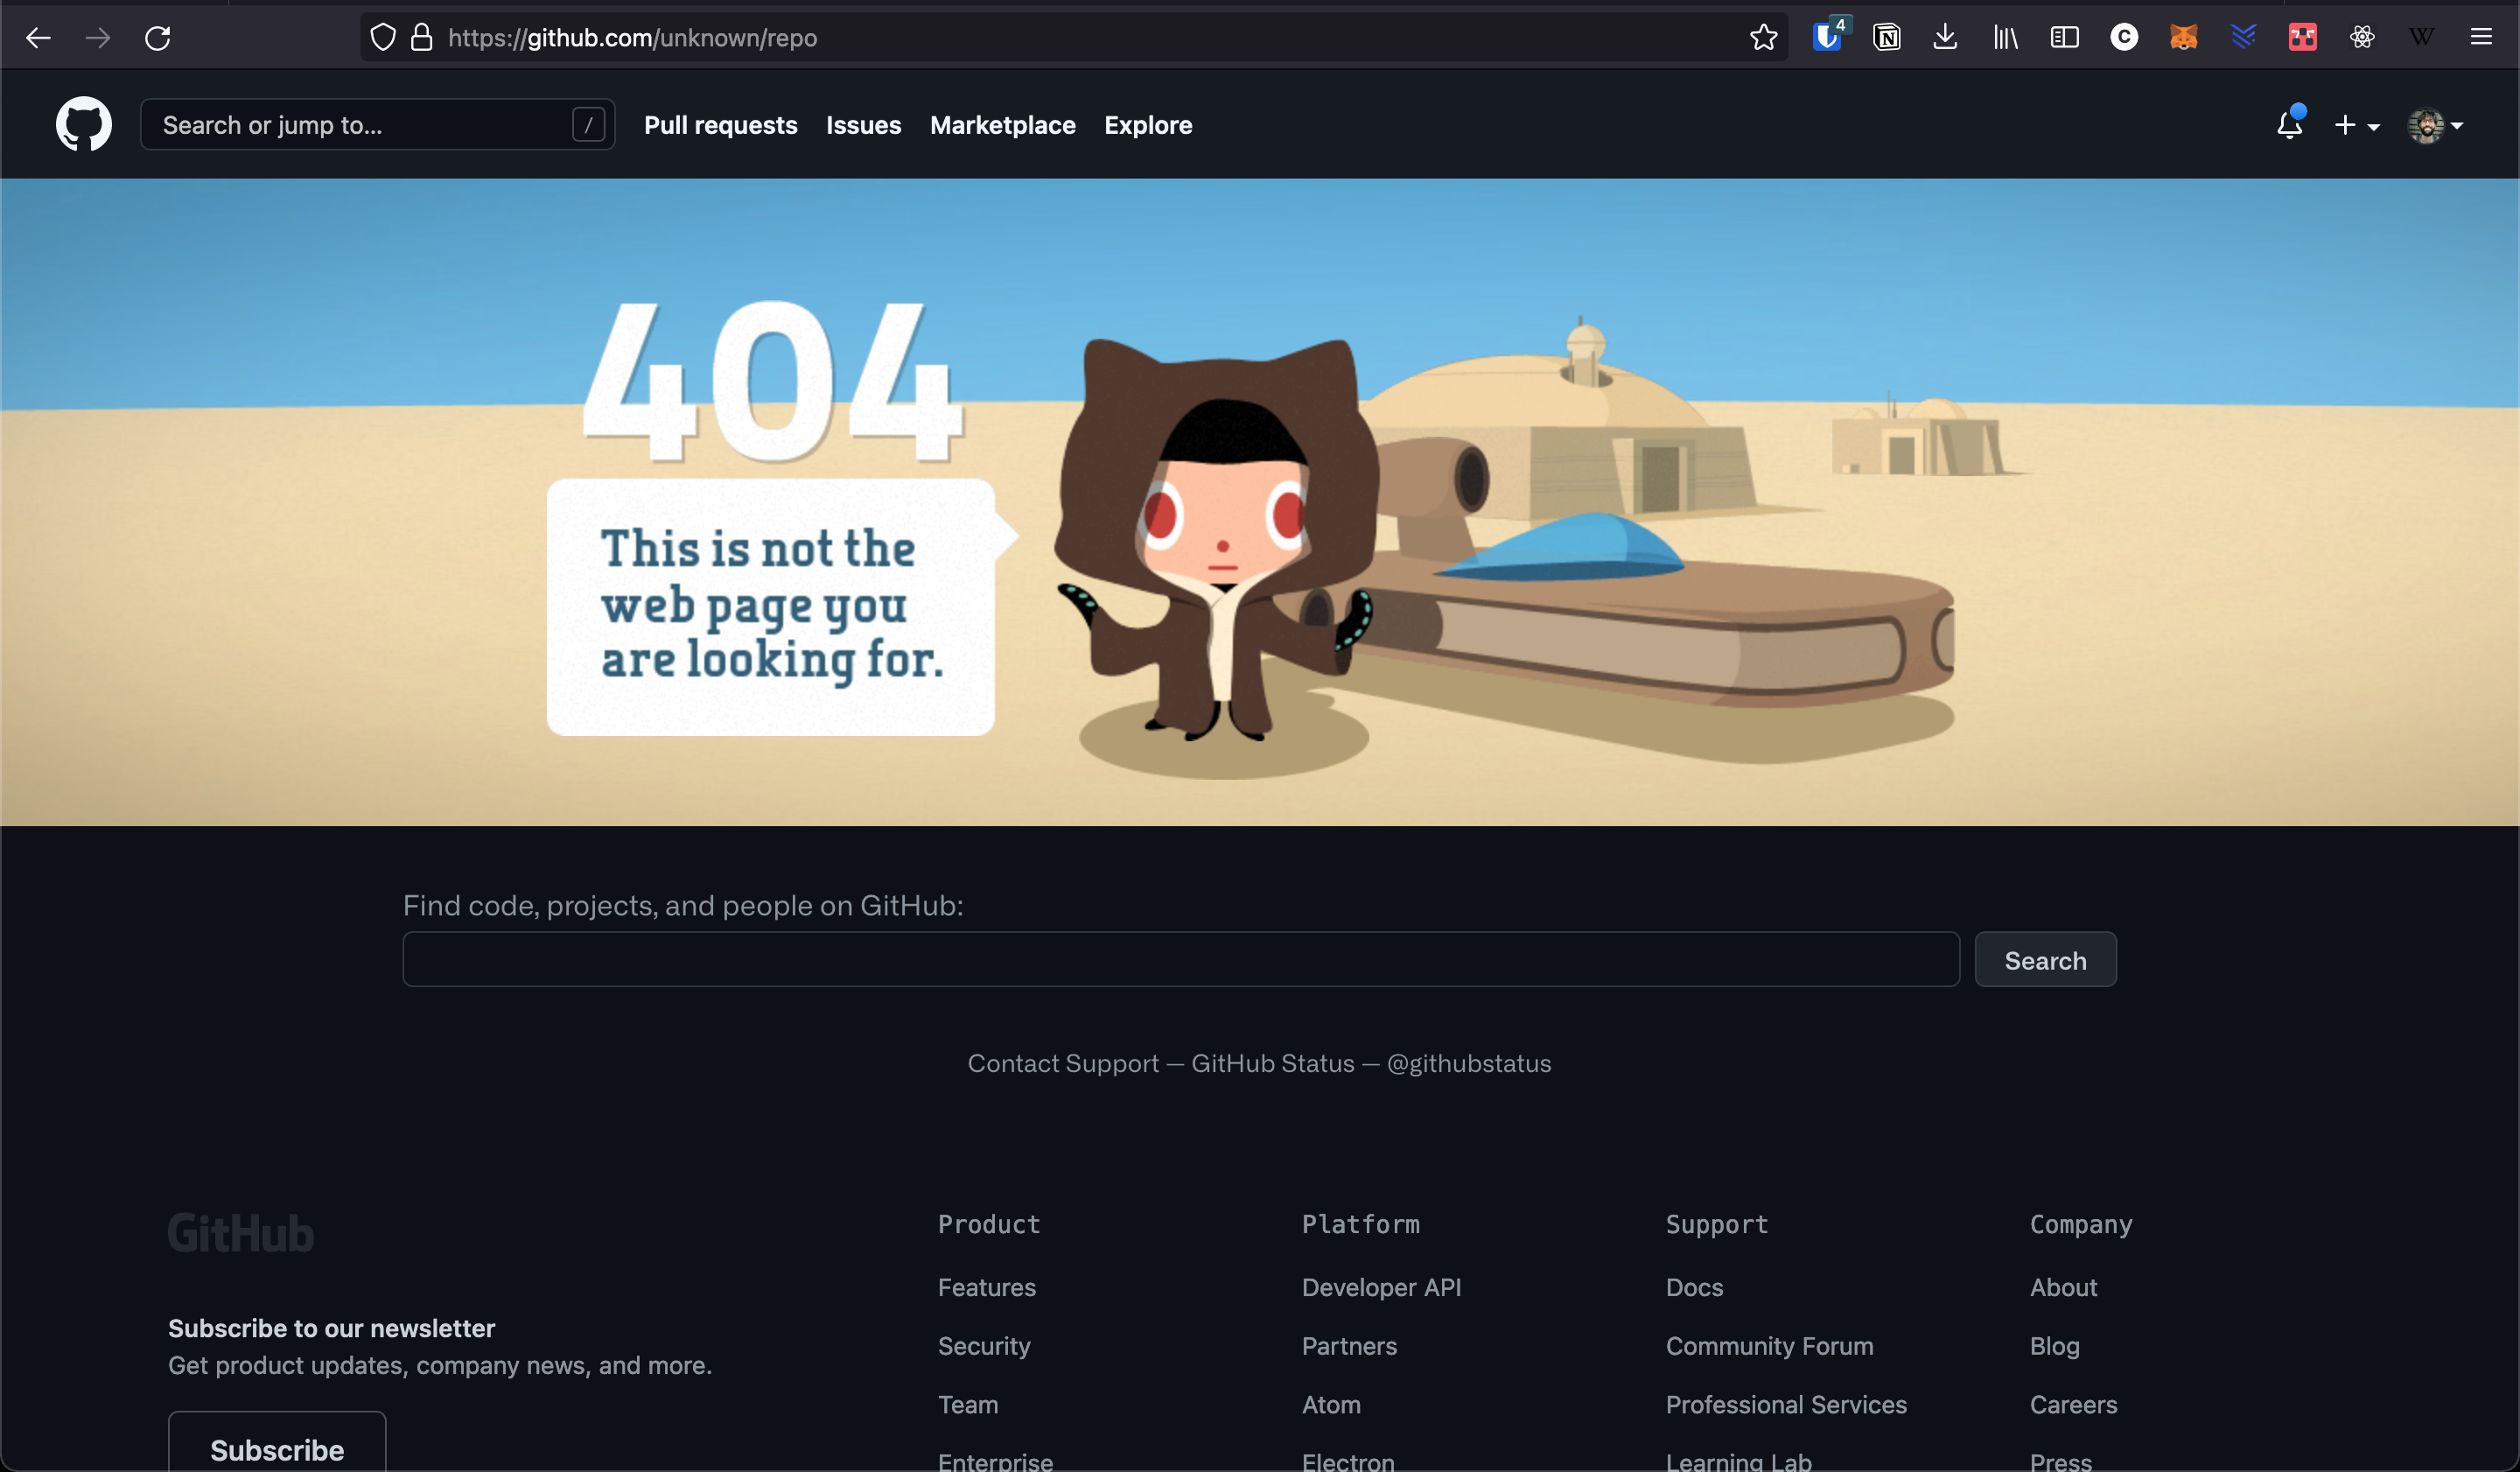 4
https://github.com/unknown/repo
N
C
W
Search or jump to...
/
Pull requests
Issues
Marketplace
Explore
404
This is not the
web page you
are looking for.
Find code, projects, and people on GitHub:
Search
Contact Support — GitHub Status — @githubstatus
GitHub
Subscribe to our newsletter
Get product updates, company news, and more.
Subscribe
Product
Features
Security
Team
Enterprise
Platform
Developer API
Partners
Atom
Electron
Support
Docs
Community Forum
Professional Services
Learning Lab
Company
About
Blog
Careers
Press